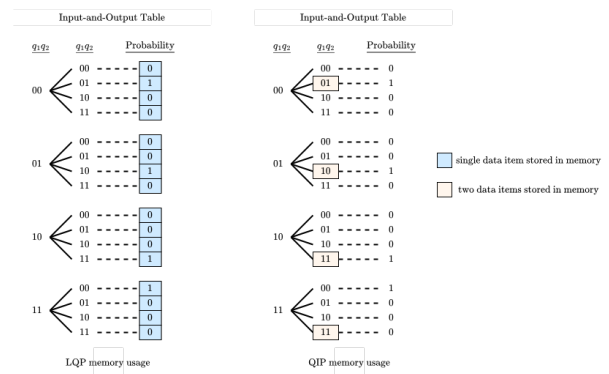 Input-and-Output Table
q₁q₂ q₁q₂ Probability
00 00 0
01 1
10 0
11 0
01 00 0
01 0
10 1
11 0
10 00 0
01 0
10 0
11 1
11 00 1
01 0
10 0
11 0
LQP memory usage
Input-and-Output Table
q₁q₂ q₁q₂ Probability
00 00 0
01 1
10 0
11 0
01 00 0
01 0
10 1
11 0
10 00 0
01 0
10 0
11 1
11 00 1
01 0
10 0
11 0
QIP memory usage
single data item stored in memory
two data items stored in memory